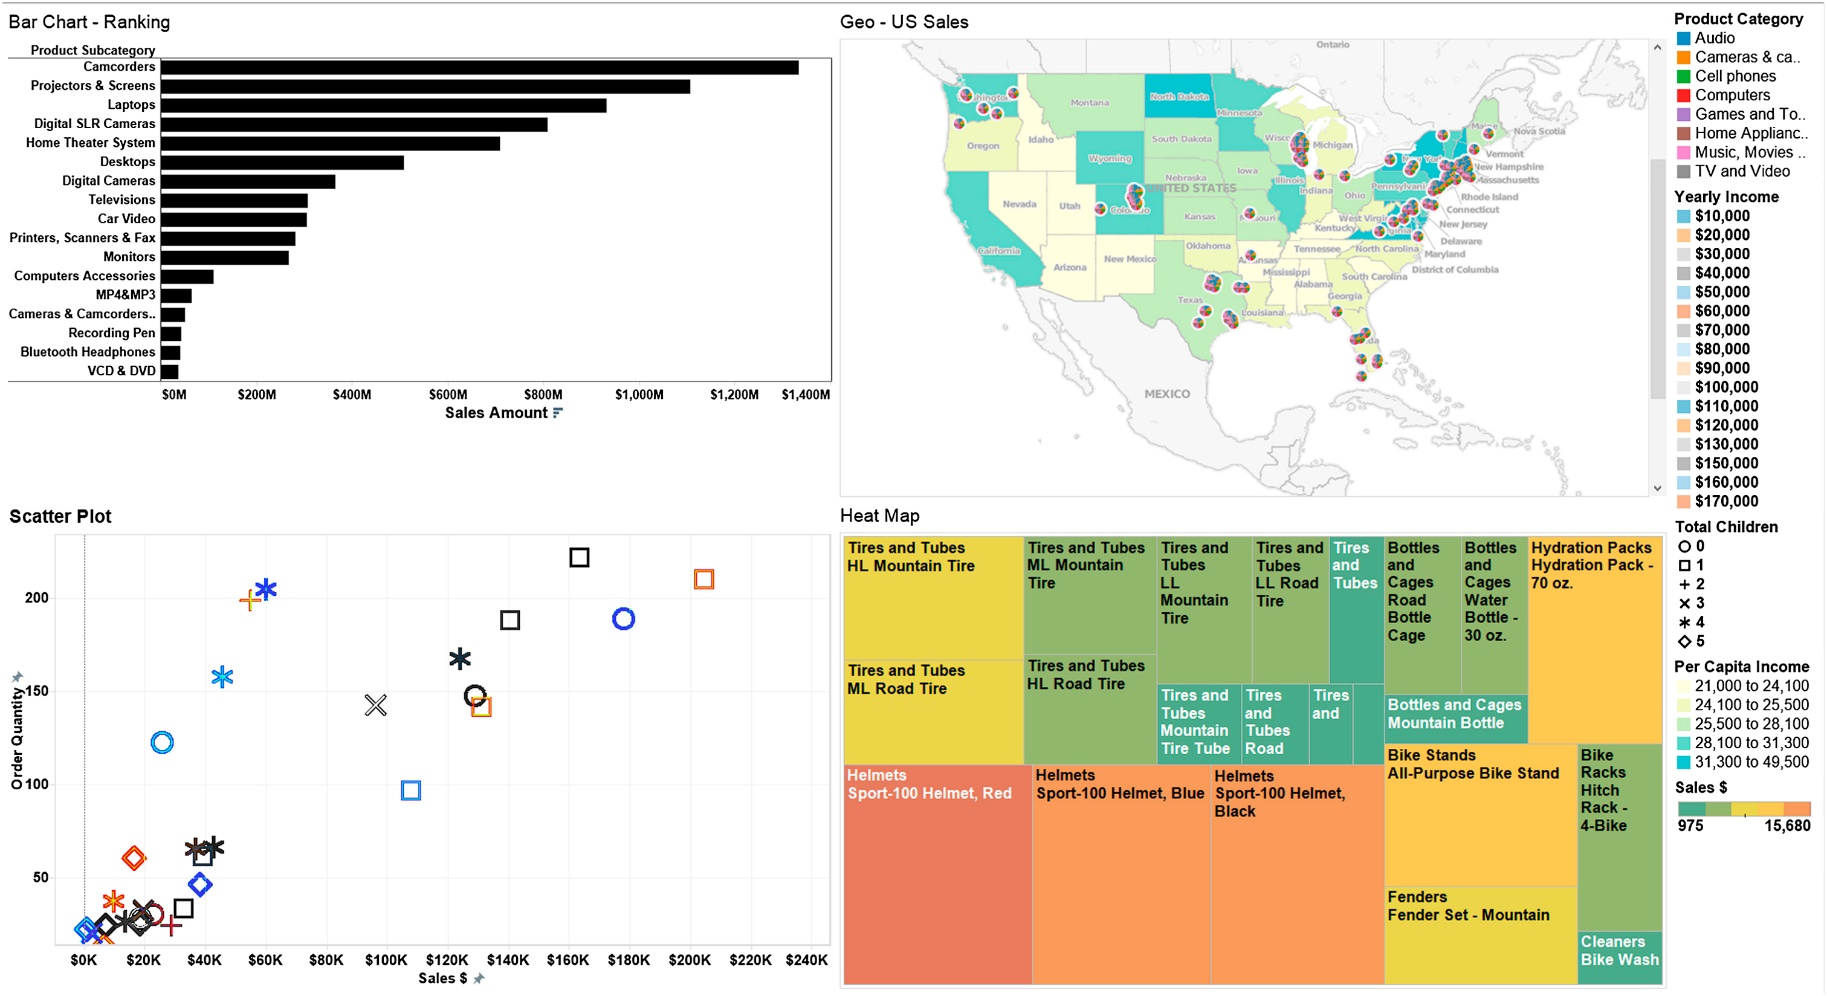 Bar Chart - Ranking
Product Subcategory
Camcorders
Projectors & Screens
Laptops
Digital SLR Cameras
Home Theater System
Desktops
Digital Cameras
Televisions
Car Video
Printers, Scanners & Fax
Monitors
Computers Accessories
MP4&MP3
Cameras & Camcorders..
Recording Pen
Bluetooth Headphones
VCD & DVD
$0M $200M $400M $600M $800M $1,000M $1,200M $1,400M
Sales Amount
Geo - US Sales
Ontario
Montana
North Dakota
Minnesota
Idaho
Oregon
South Dakota
Michigan
Nova Scotia
Wyoming
Vermont
New Hampshire
Massachusetts
Iowa
Nebraska
UNITED STATES
Illinois
Indiana
Ohio
Rhode Island
Connecticut
Nevada
Utah
Kansas
West Virgin
New Jersey
Kentucky
Delaware
California
Oklahoma
Tennessee
North Carolina
Maryland
Arizona
New Mexico
Mississippi
South Carolina
District of Columbia
Alabama
Texas
Georgia
Louisiana
MEXICO
Product Category
Audio
Cameras & ca..
Cell phones
Computers
Games and To..
Home Applianc..
Music, Movies ..
TV and Video
Yearly Income
$10,000
$20,000
$30,000
$40,000
$50,000
$60,000
$70,000
$80,000
$90,000
$100,000
$110,000
$120,000
$130,000
$150,000
$160,000
$170,000
Total Children
0
1
2
3
4
5
Per Capita Income
21,000 to 24,100
24,100 to 25,500
25,500 to 28,100
28,100 to 31,300
31,300 to 49,500
Sales $
975 15,680
Scatter Plot
Order Quantity
200
150
100
50
$0K $20K $40K $60K $80K $100K $120K $140K $160K $180K $200K $220K $240K
Sales $
Heat Map
Tires and Tubes
HL Mountain Tire
Tires and Tubes
ML Mountain
Tire
Tires and
Tubes
LL
Mountain
Tire
Tires and
Tubes
LL Road
Tire
Tires
and
Tubes
Bottles
and
Cages
Road
Bottle
Cage
Bottles
and
Cages
Water
Bottle -
30 oz.
Hydration Packs
Hydration Pack -
70 oz.
Tires and Tubes
ML Road Tire
Tires and Tubes
HL Road Tire
Tires and
Tubes
Mountain
Tire Tube
Tires
and
Tubes
Road
Tires
and
Bottles and Cages
Mountain Bottle
Helmets
Sport-100 Helmet, Red
Helmets
Sport-100 Helmet, Blue
Helmets
Sport-100 Helmet,
Black
Bike Stands
All-Purpose Bike Stand
Bike
Racks
Hitch
Rack -
4-Bike
Fenders
Fender Set - Mountain
Cleaners
Bike Wash